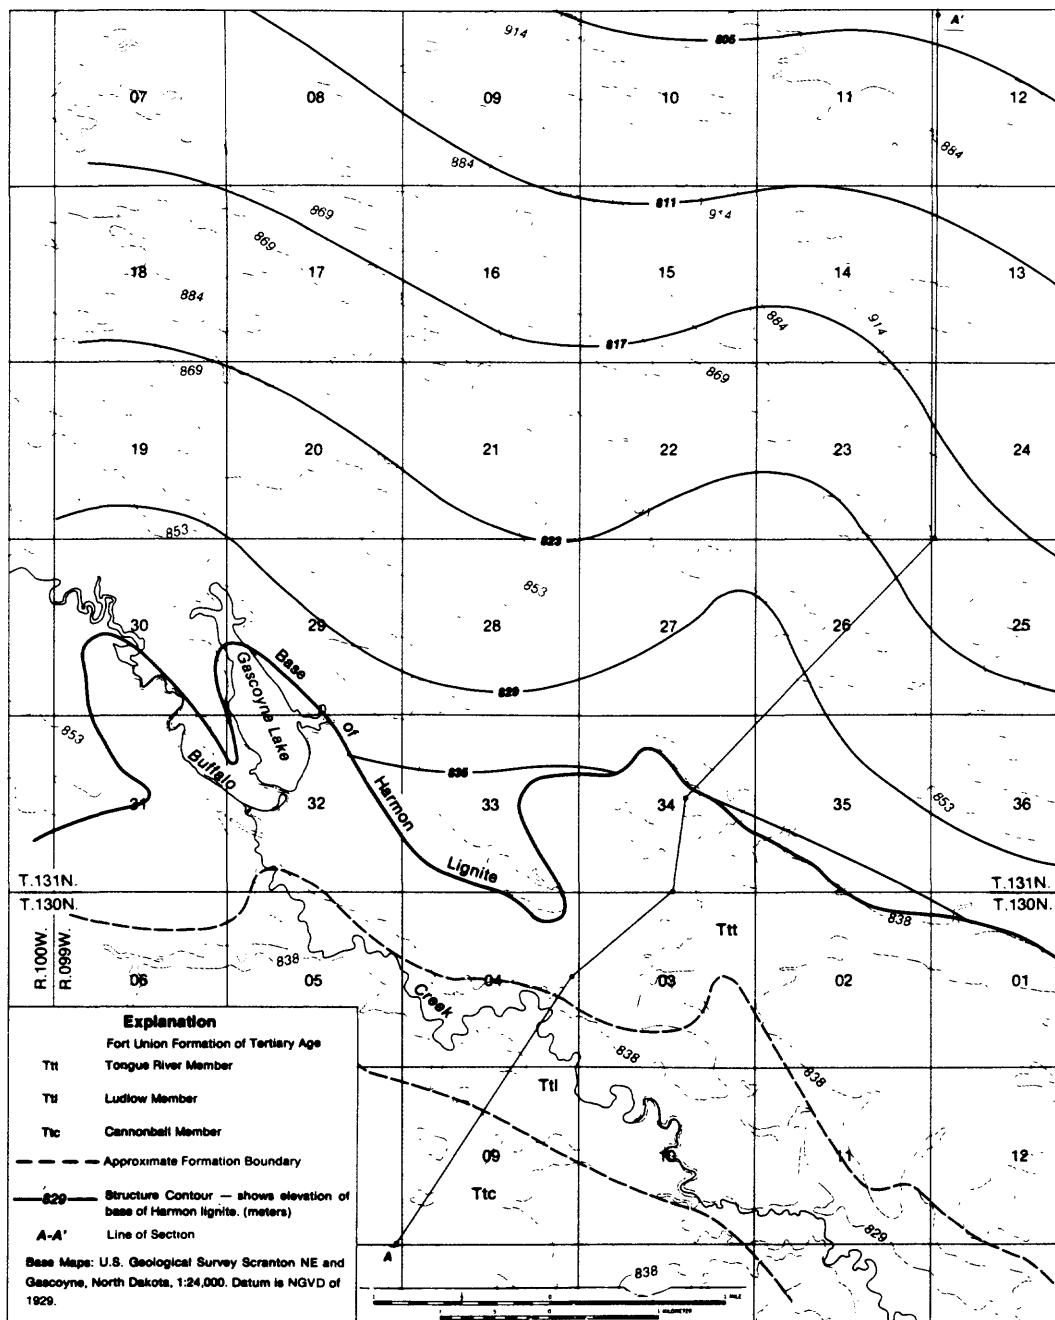 914
805
A'
07
08
09
10
11
12
884
884
811
914
869
869
18
17
16
15
14
13
884
914
884
817
869
869
19
20
21
22
23
24
853
823
853
30
29
28
27
26
25
Base
of
Harmon
Lignite
Gascoyne Lake
829
853
Buffalo
835
853
31
32
33
34
35
36
T.131N.
T.130N.
T.131N.
T.130N.
838
Ttt
R.100W.
R.099W.
838
06
05
04
03
02
01
Creek
838
838
Ttl
09
10
11
12
Ttc
829
A
838
Explanation
Fort Union Formation of Tertiary Age
Ttt Tongue River Member
Ttl Ludlow Member
Ttc Cannonball Member
Approximate Formation Boundary
829 Structure Contour — shows elevation of
base of Harmon lignite. (meters)
A-A' Line of Section
Base Maps: U.S. Geological Survey Scranton NE and
Gascoyne, North Dakota, 1:24,000. Datum is NGVD of
1929.
1 MILE
1 KILOMETER